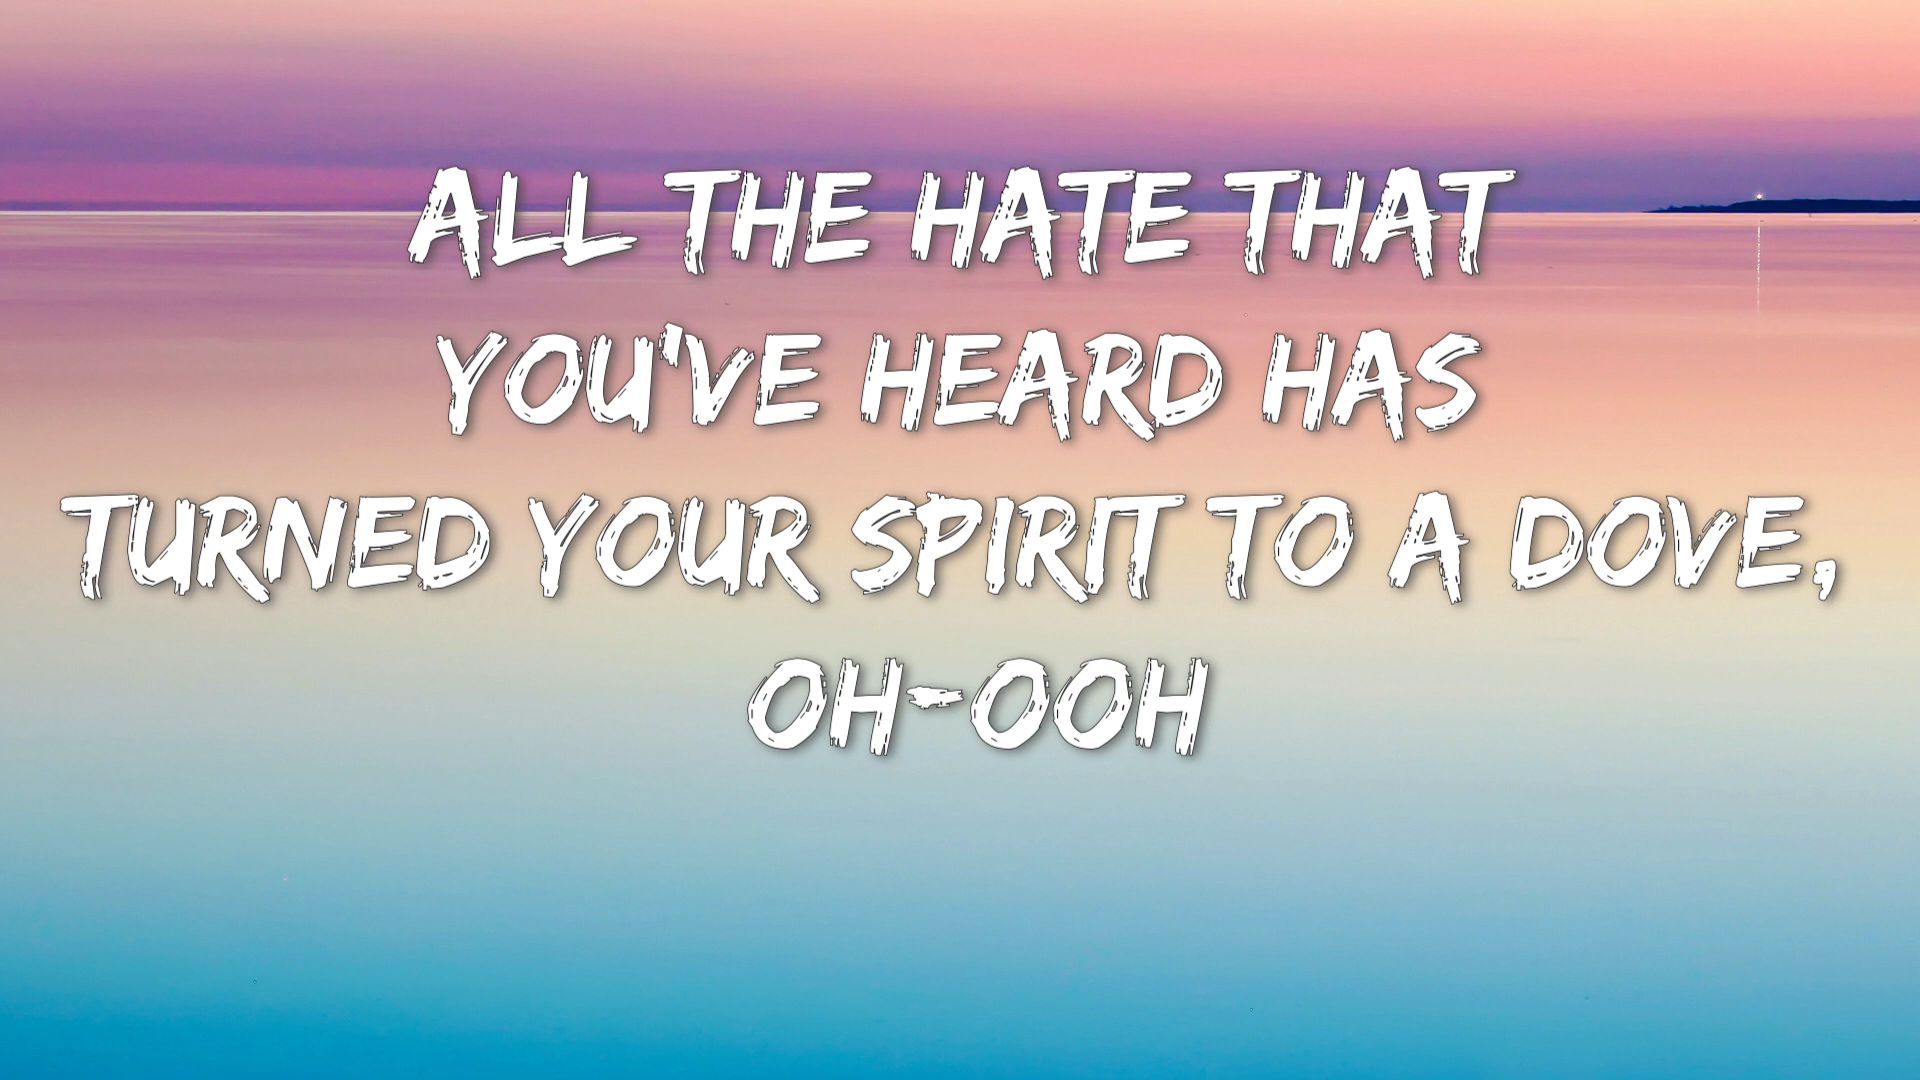 ALL THE HATE THAT
YOU'VE HEARD HAS
TURNED YOUR SPIRIT TO A DOVE,
OH-OOH